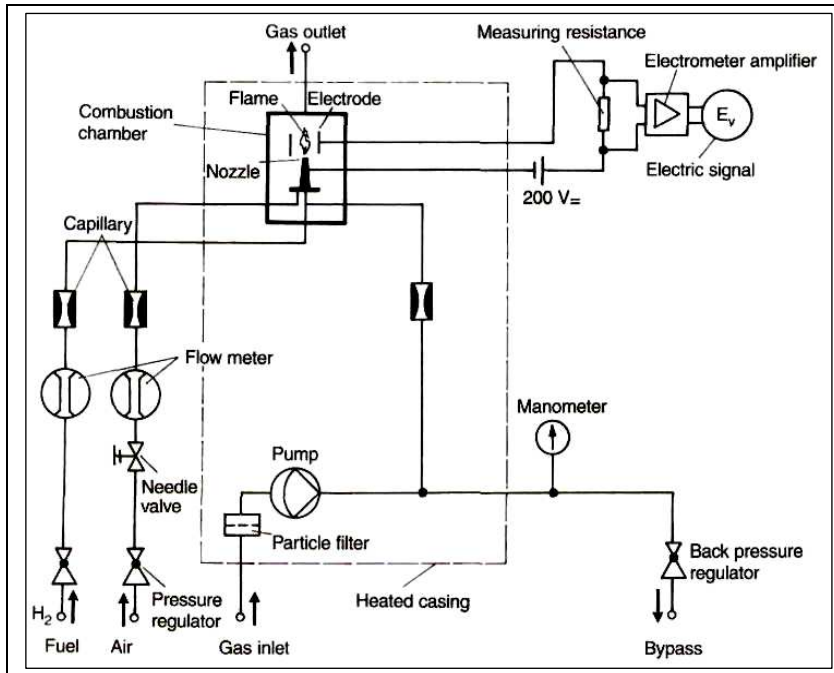 Gas outlet
Measuring resistance
Electrometer amplifier
Flame
Electrode
Combustion
chamber
Nozzle
E_v
Electric signal
200 V=
Capillary
Flow meter
Manometer
Pump
Needle
valve
Particle filter
Back pressure
regulator
Heated casing
H₂
Pressure
regulator
Fuel
Air
Gas inlet
Bypass